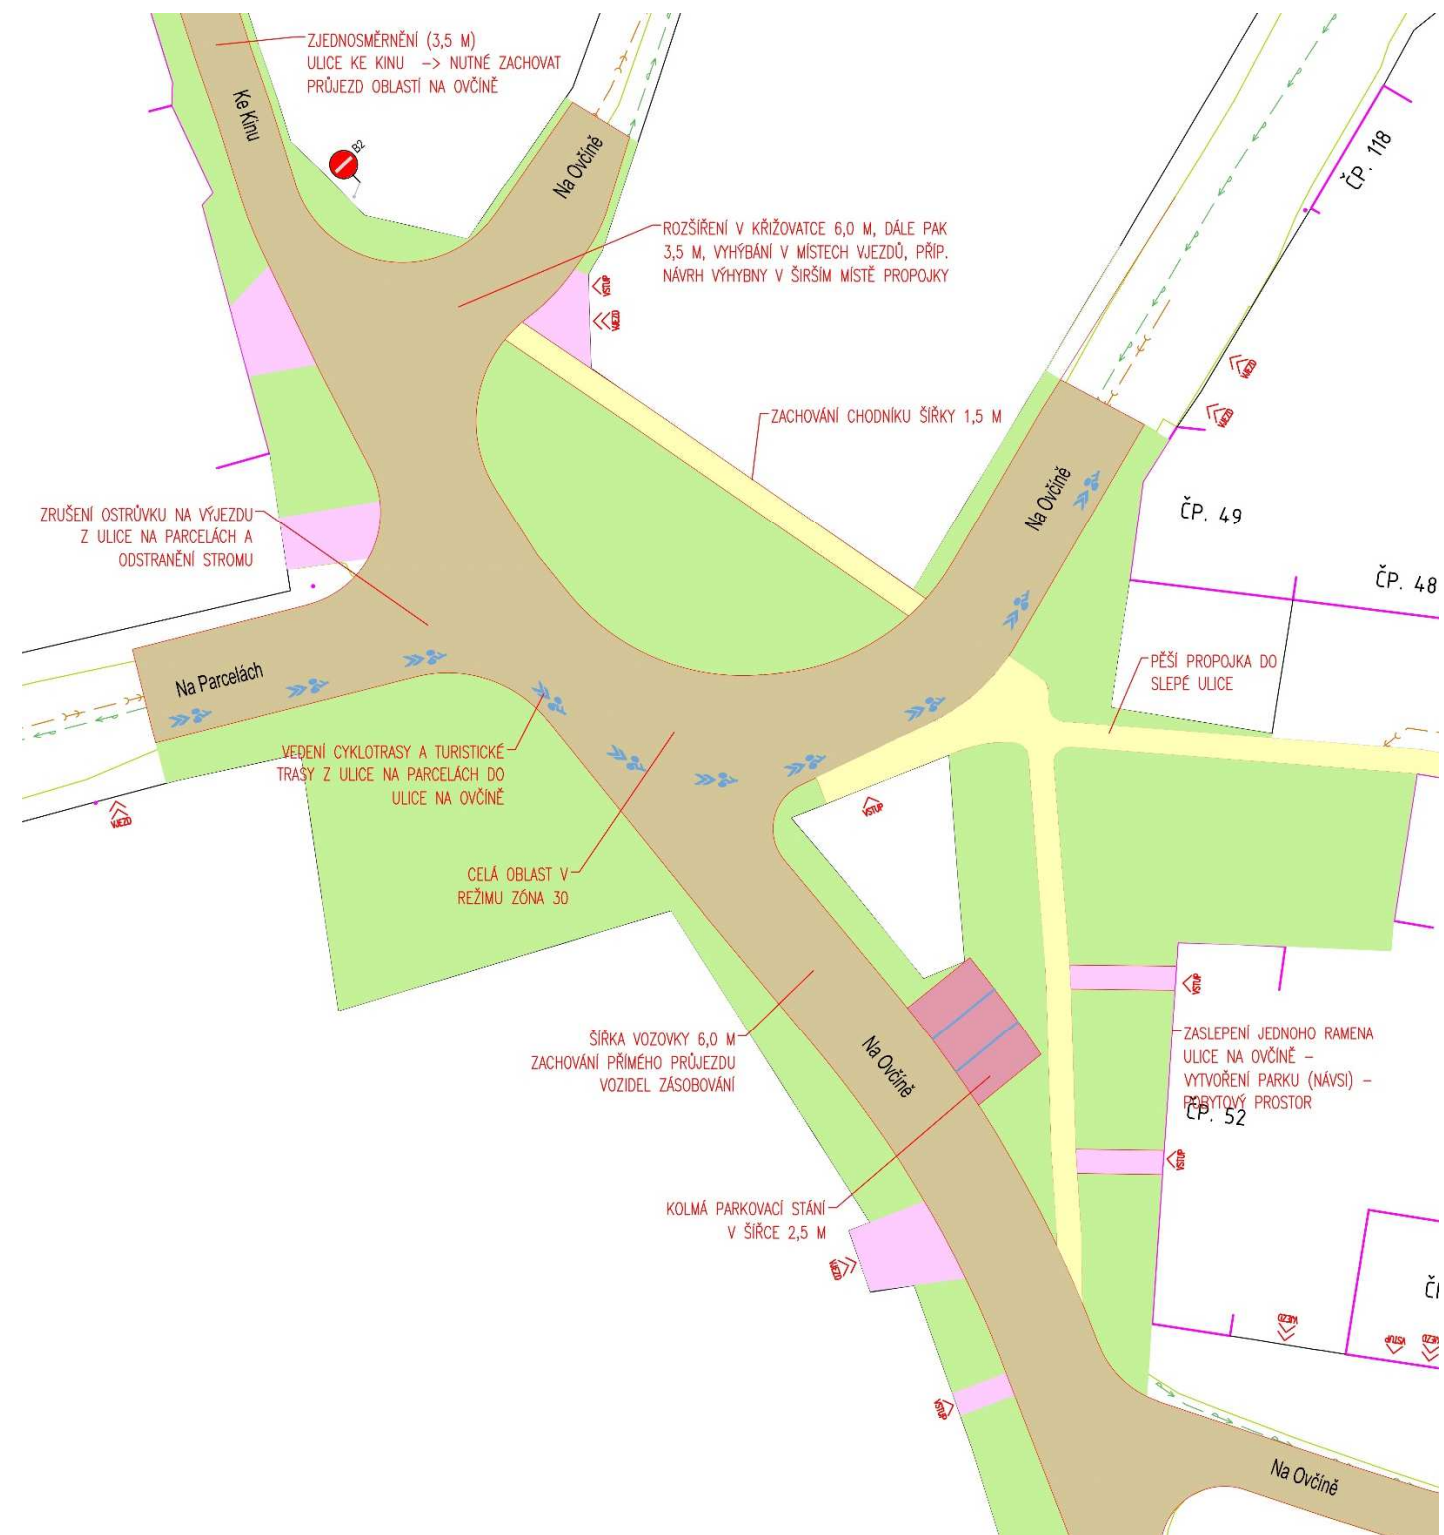 ZJEDNOSMĚRNĚNÍ (3,5 M)
ULICE KE KINU -> NUTNÉ ZACHOVAT
PRŮJEZD OBLASTÍ NA OVČÍNĚ
Ke Kinu
B2
Na Ovčíně
ČP. 118
ROZŠÍŘENÍ V KŘIŽOVATCE 6,0 M, DÁLE PAK
3,5 M, VYHÝBÁNÍ V MÍSTECH VJEZDŮ, PŘÍP.
NÁVRH VÝHYBNY V ŠIRŠÍM MÍSTĚ PROPOJKY
VSTUP
VJEZD
VJEZD
VJEZD
ZACHOVÁNÍ CHODNÍKU ŠÍŘKY 1,5 M
Na Ovčíně
ČP. 49
ČP. 48
ZRUŠENÍ OSTRŮVKU NA VÝJEZDU
Z ULICE NA PARCELÁCH A
ODSTRANĚNÍ STROMU
Na Parcelách
PĚŠÍ PROPOJKA DO
SLEPÉ ULICE
VEDENÍ CYKLOTRASY A TURISTICKÉ
TRASY Z ULICE NA PARCELÁCH DO
ULICE NA OVČÍNĚ
VJEZD
VSTUP
CELÁ OBLAST V
REŽIMU ZÓNA 30
VSTUP
ŠÍŘKA VOZOVKY 6,0 M
ZACHOVÁNÍ PŘÍMÉHO PRŮJEZDU
VOZIDEL ZÁSOBOVÁNÍ
Na Ovčíně
ZASLEPENÍ JEDNOHO RAMENA
ULICE NA OVČÍNĚ –
VYTVOŘENÍ PARKU (NÁVSI) –
POBYTOVÝ PROSTOR
ČP. 52
VSTUP
KOLMÁ PARKOVACÍ STÁNÍ
V ŠÍŘCE 2,5 M
VJEZD
VJEZD
VSTUP
VJEZD
VSTUP
Na Ovčíně